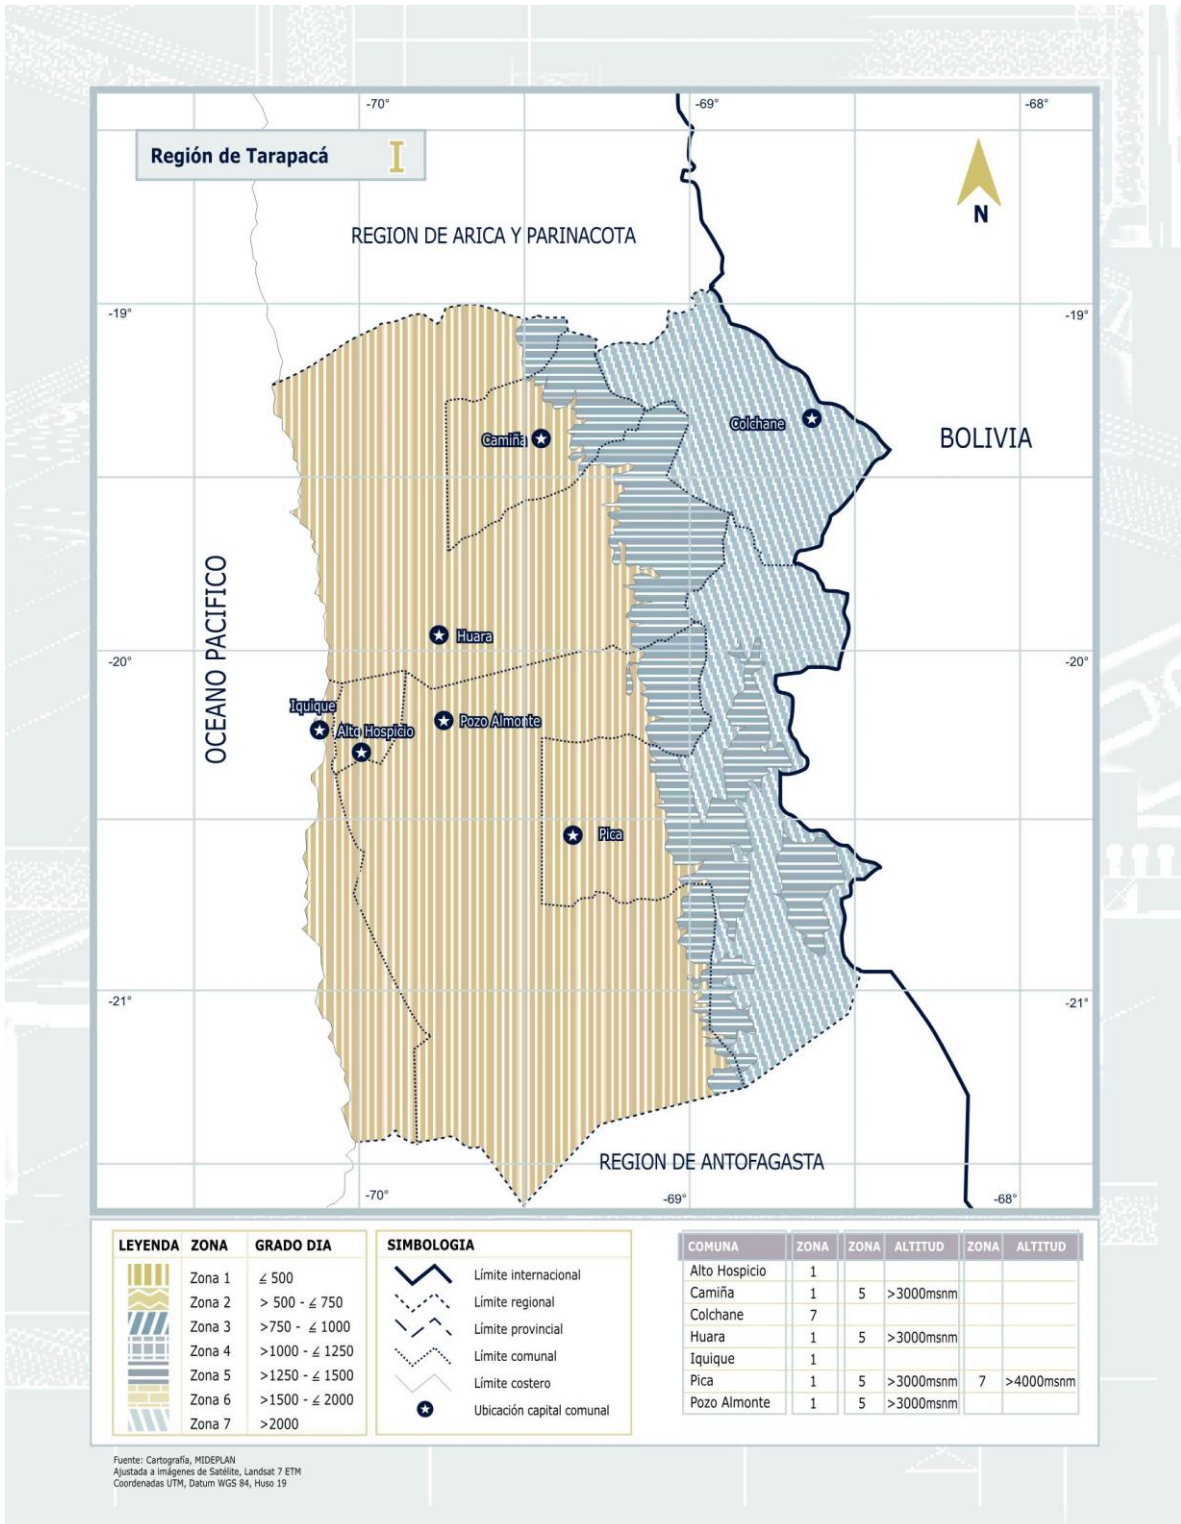 -70° -69° -68°
Región de Tarapacá I
N
REGION DE ARICA Y PARINACOTA
-19° -19°
Colchane
BOLIVIA
Camiña
OCEANO PACIFICO
Huara
-20° -20°
Iquique
Pozo Almonte
Alto Hospicio
Pica
-21° -21°
REGION DE ANTOFAGASTA
-70° -69° -68°
LEYENDA ZONA GRADO DIA
Zona 1 ≤ 500
Zona 2 > 500 - ≤ 750
Zona 3 >750 - ≤ 1000
Zona 4 >1000 - ≤ 1250
Zona 5 >1250 - ≤ 1500
Zona 6 >1500 - ≤ 2000
Zona 7 >2000
SIMBOLOGIA
Límite internacional
Límite regional
Límite provincial
Límite comunal
Límite costero
Ubicación capital comunal
COMUNA ZONA ZONA ALTITUD ZONA ALTITUD
Alto Hospicio 1
Camiña 1 5 >3000msnm
Colchane 7
Huara 1 5 >3000msnm
Iquique 1
Pica 1 5 >3000msnm 7 >4000msnm
Pozo Almonte 1 5 >3000msnm
Fuente: Cartografía, MIDEPLAN
Ajustada a imágenes de Satélite, Landsat 7 ETM
Coordenadas UTM, Datum WGS 84, Huso 19